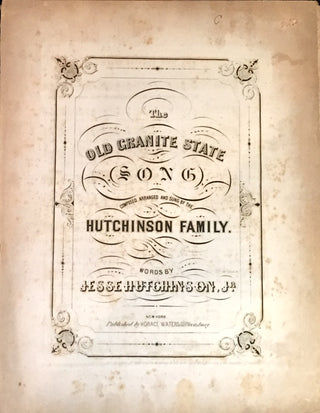 The
OLD GRANITE STATE
(SONG)
COMPOSED, ARRANGED AND SUNG BY THE
HUTCHINSON FAMILY.
WORDS BY
JESSE HUTCHINSON, JR
NEW YORK
Published by HORACE WATERS Broadway